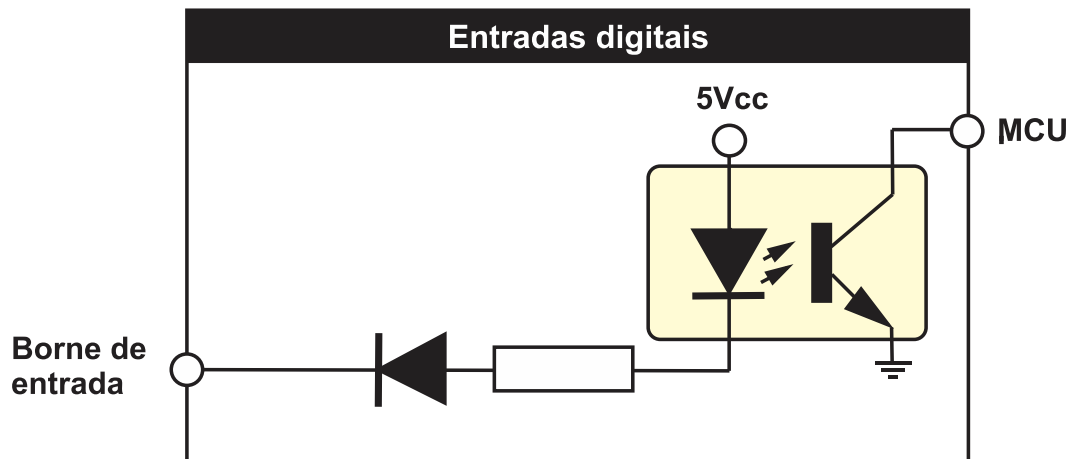 Entradas digitais
5Vcc
MCU
Borne de
entrada